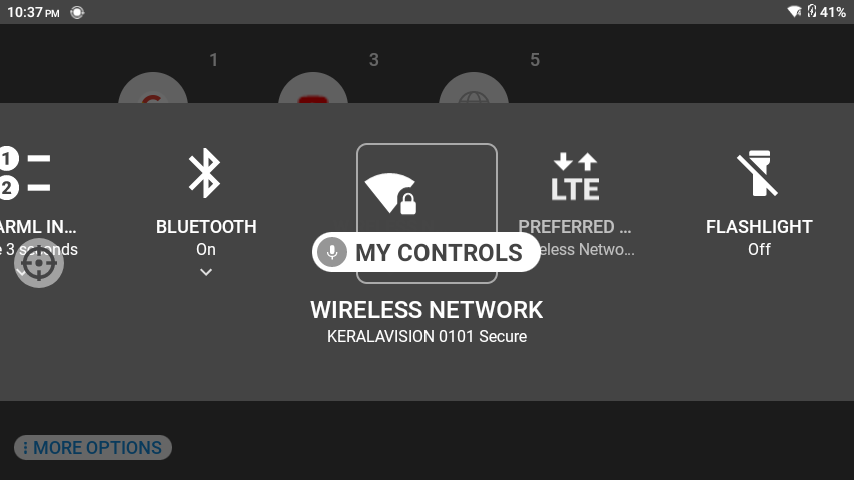 10:37 PM
41%
1 3 5
1
2
LTE
ARML IN...
BLUETOOTH
PREFERRED ...
FLASHLIGHT
e 3 seconds
On
eless Netwo...
Off
MY CONTROLS
WIRELESS NETWORK
KERALAVISION 0101 Secure
MORE OPTIONS